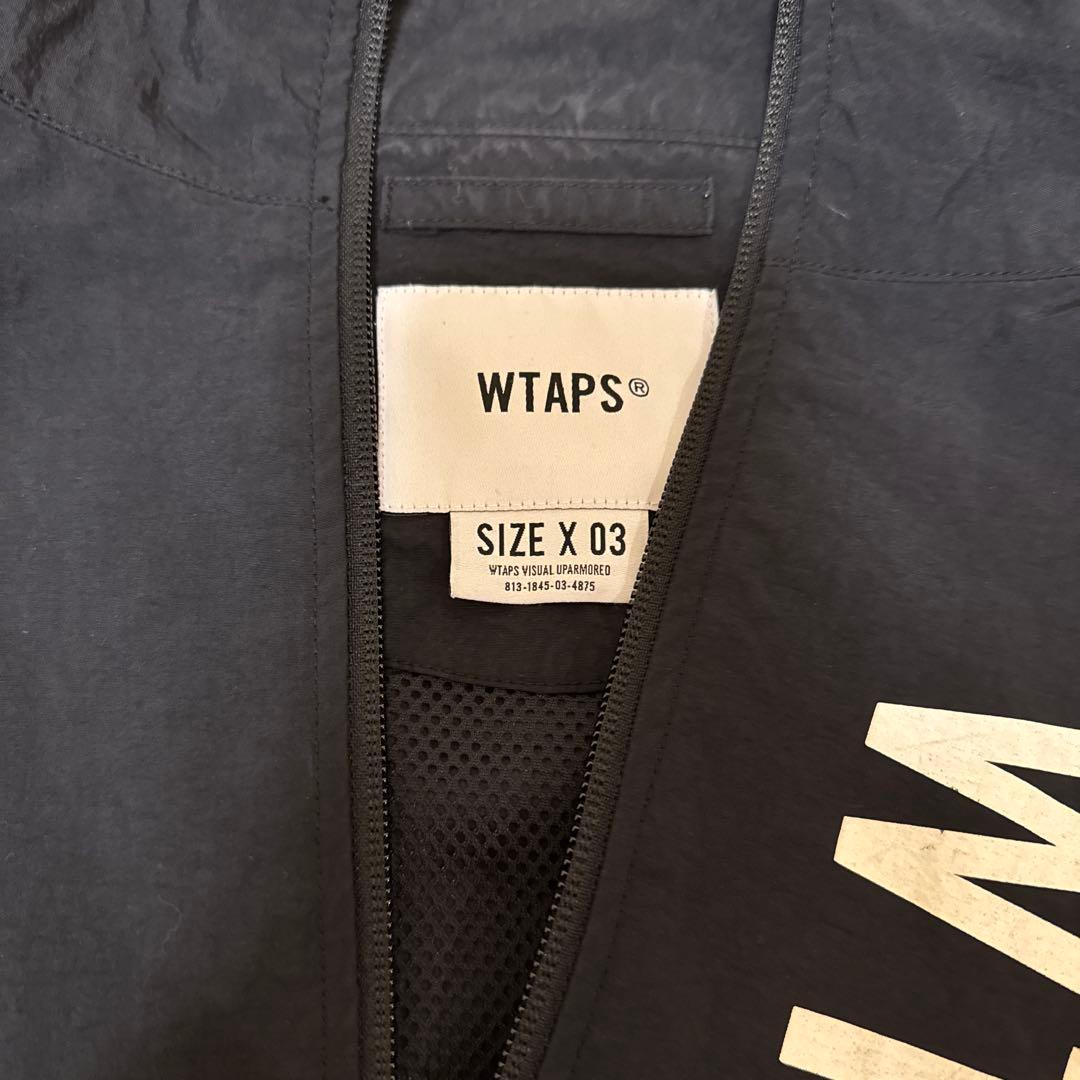 WTAPS®
SIZE X 03
WTAPS VISUAL UPARMORED
813-1845-03-4875
W